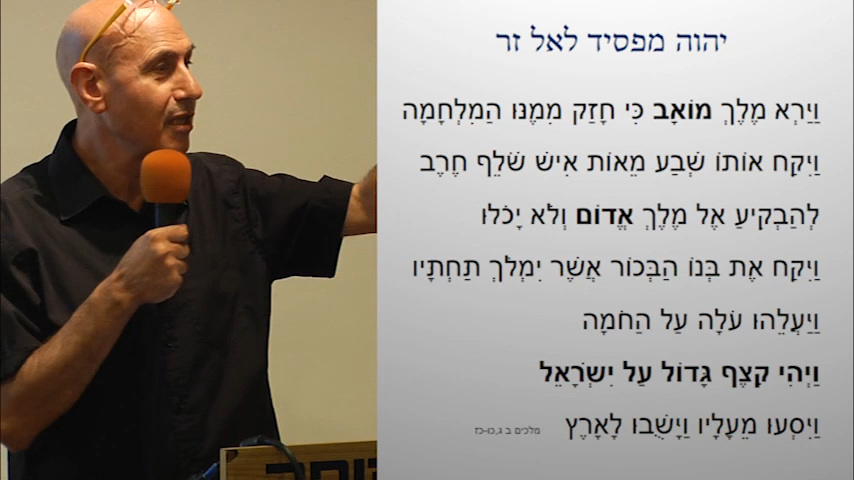 יהוה מפסיד לאל זר
וַיַּרְא מֶלֶךְ מוֹאָב כִּי חָזַק מִמֶּנּוּ הַמִּלְחָמָה
וַיִּקַּח אוֹתוֹ שְׁבַע מֵאוֹת אִישׁ שֹׁלֵף חֶרֶב
לְהַבְקִיעַ אֶל מֶלֶךְ אֱדוֹם וְלֹא יָכֹלוּ
וַיִּקַּח אֶת בְּנוֹ הַבְּכוֹר אֲשֶׁר יִמְלֹךְ תַּחְתָּיו
וַיַּעֲלֵהוּ עֹלָה עַל הַחֹמָה
וַיְהִי קֶצֶף גָּדוֹל עַל יִשְׂרָאֵל
וַיִּסְעוּ מֵעָלָיו וַיָּשֻׁבוּ לָאָרֶץ מלכים ב ג,כו-כז